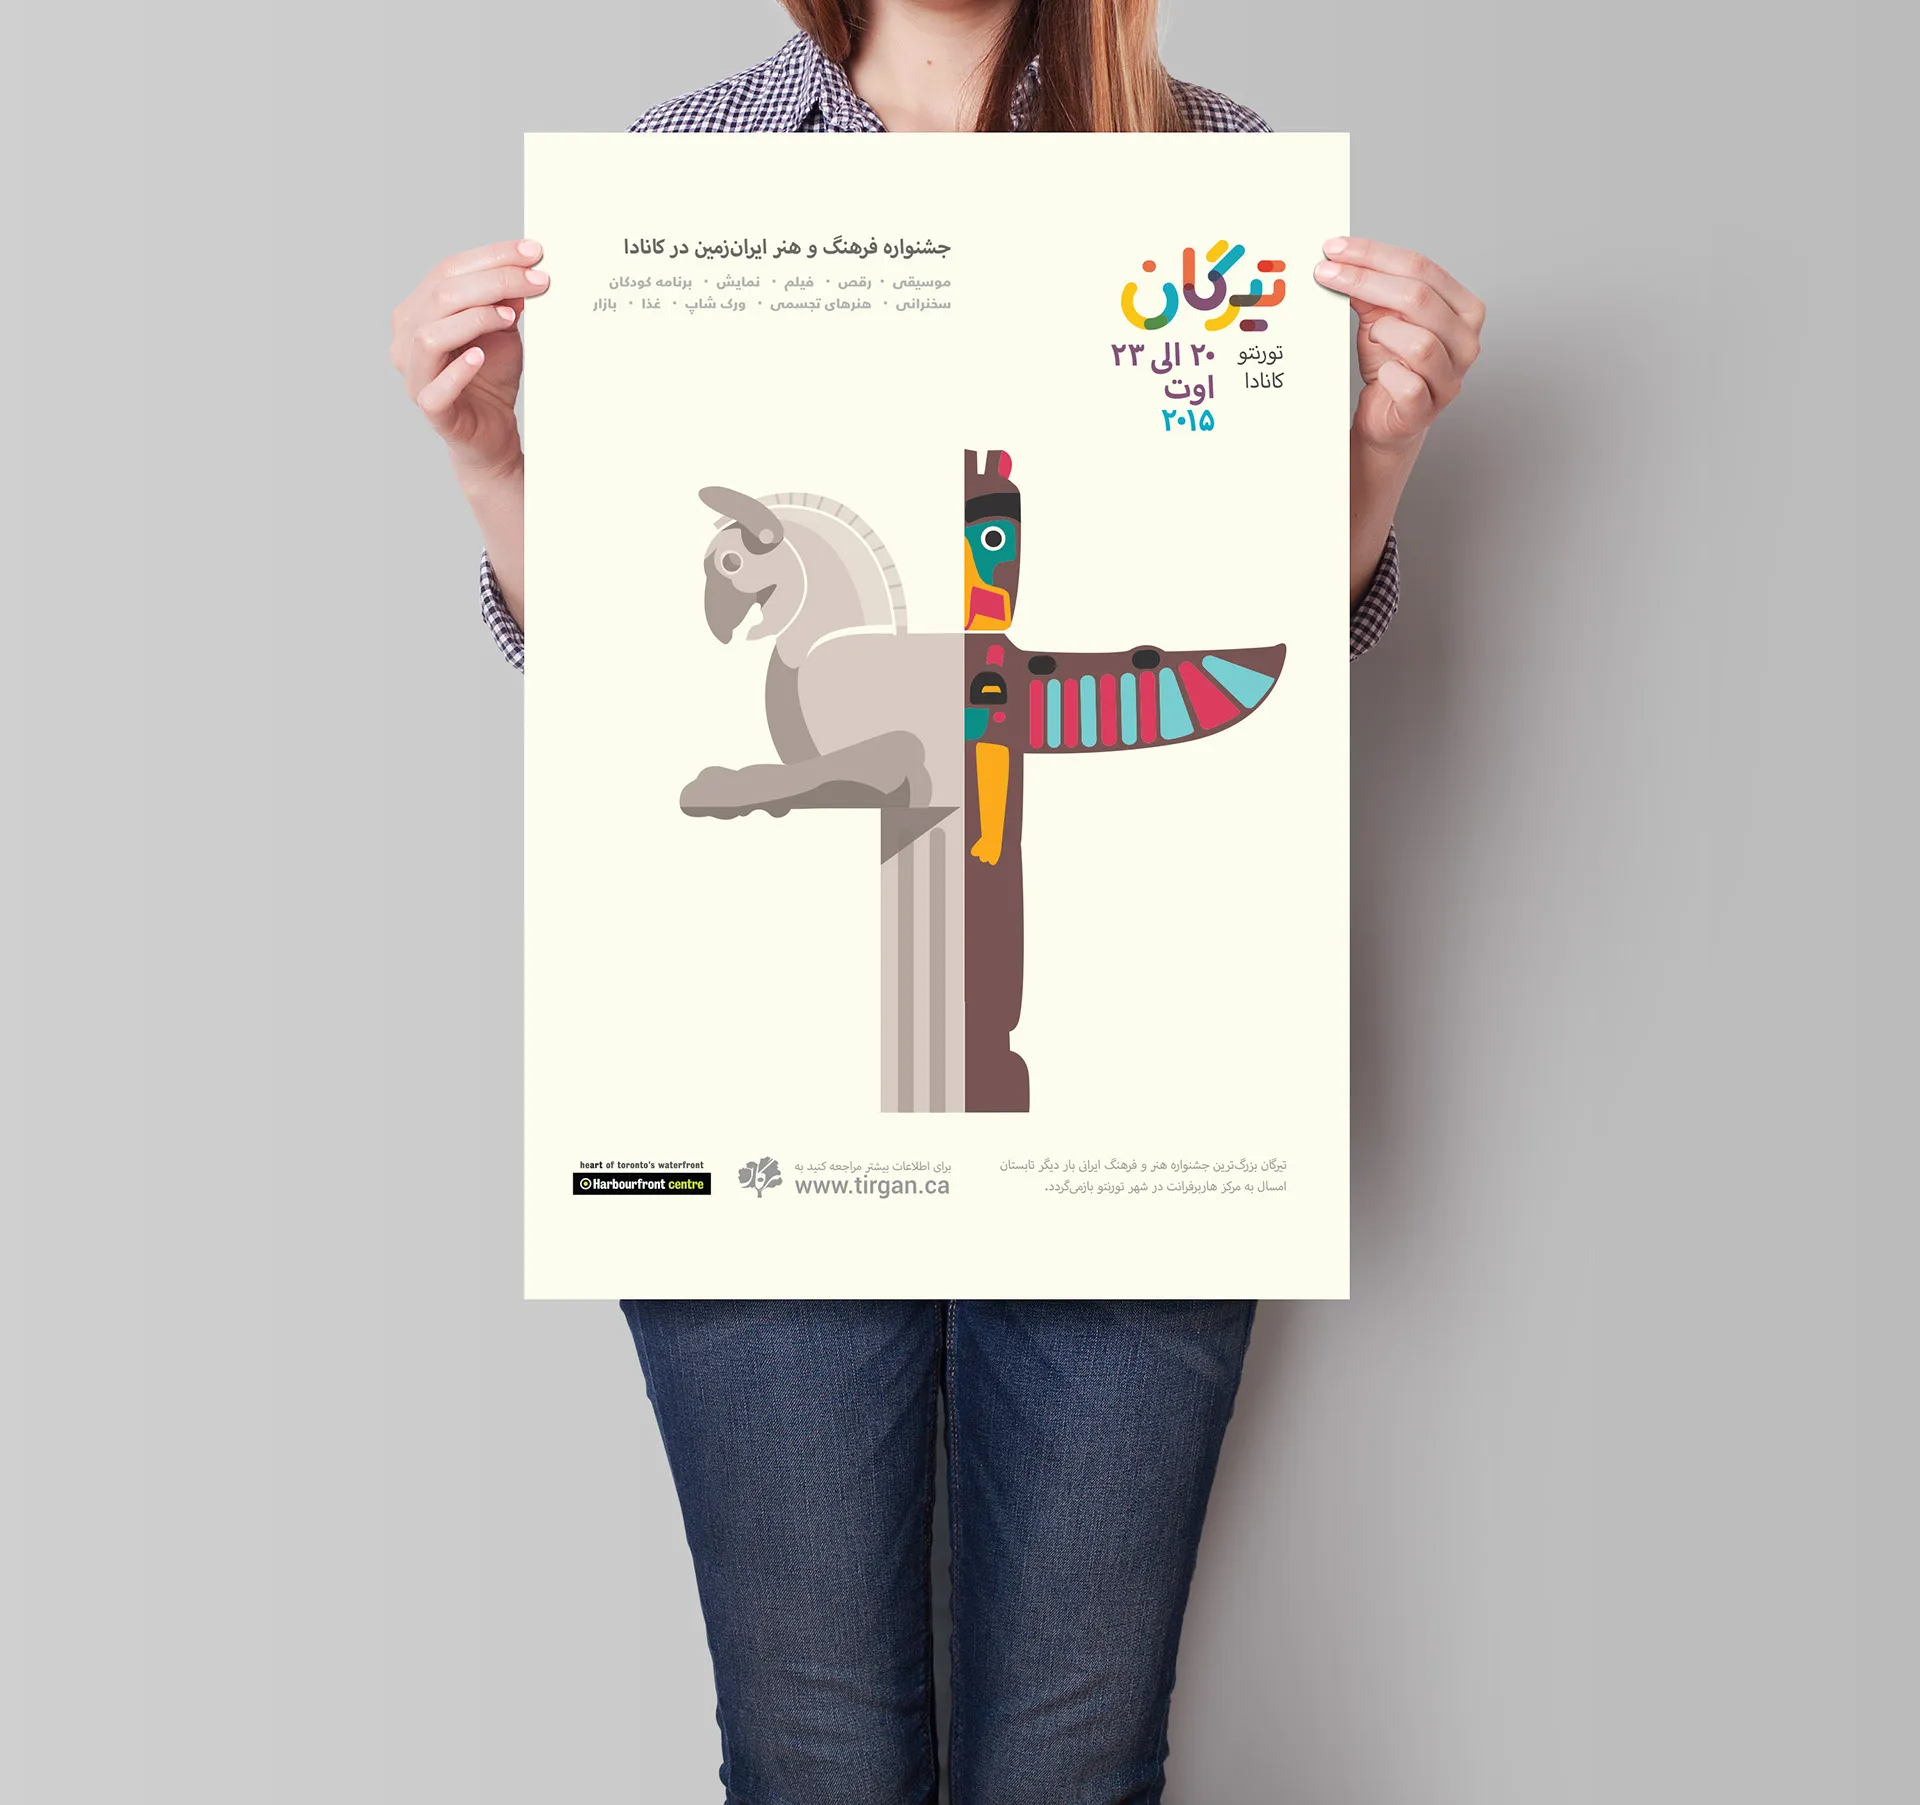 تیرگان
تورنتو
کانادا
۲۰ الی ۲۳
اوت
۲۰۱۵
جشنواره فرهنگ و هنر ایران‌زمین در کانادا
موسیقی • رقص • فیلم • نمایش • برنامه کودکان
سخنرانی • هنرهای تجسمی • ورک شاپ • غذا • بازار
تیرگان بزرگ‌ترین جشنواره هنر و فرهنگ ایرانی بار دیگر تابستان
امسال به مرکز هاربرفرانت در شهر تورنتو بازمی‌گردد.
برای اطلاعات بیشتر مراجعه کنید به
www.tirgan.ca
heart of toronto's waterfront
Harbourfront centre